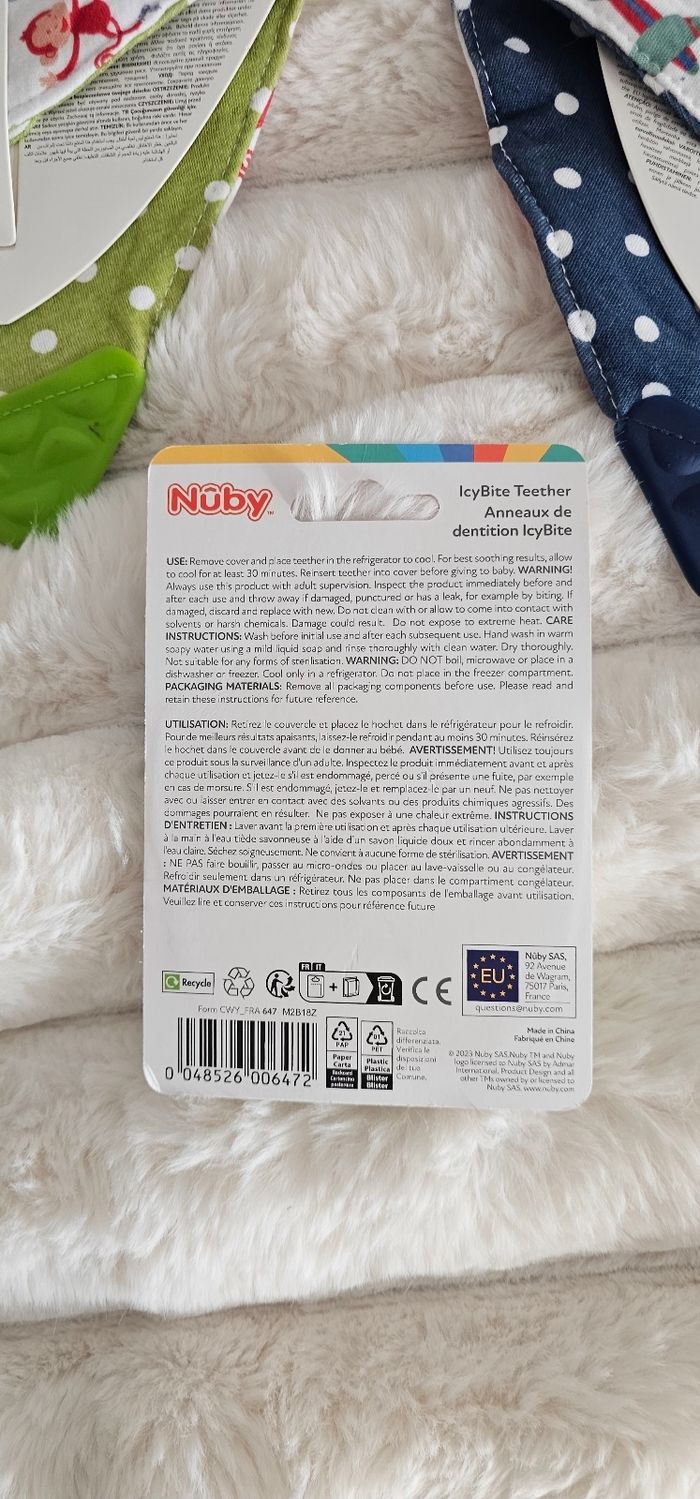 Nûby™
IcyBite Teether
Anneaux de
dentition IcyBite
USE: Remove cover and place teether in the refrigerator to cool. For best soothing results, allow
to cool for at least 30 minutes. Reinsert teether into cover before giving to baby. WARNING!
Always use this product with adult supervision. Inspect the product immediately before and
after each use and throw away if damaged, punctured or has a leak, for example by biting. If
damaged, discard and replace with new. Do not clean with or allow to come into contact with
solvents or harsh chemicals. Damage could result. Do not expose to extreme heat. CARE
INSTRUCTIONS: Wash before initial use and after each subsequent use. Hand wash in warm
soapy water using a mild liquid soap and rinse thoroughly with clean water. Dry thoroughly.
Not suitable for any forms of sterilisation. WARNING: DO NOT boil, microwave or place in a
dishwasher or freezer. Cool only in a refrigerator. Do not place in the freezer compartment.
PACKAGING MATERIALS: Remove all packaging components before use. Please read and
retain these instructions for future reference.
UTILISATION: Retirez le couvercle et placez le hochet dans le réfrigérateur pour le refroidir.
Pour de meilleurs résultats apaisants, laissez-le refroidir pendant au moins 30 minutes. Réinsérez
le hochet dans le couvercle avant de le donner au bébé. AVERTISSEMENT! Utilisez toujours
ce produit sous la surveillance d'un adulte. Inspectez le produit immédiatement avant et après
chaque utilisation et jetez-le s'il est endommagé, percé ou s'il présente une fuite, par exemple
en cas de morsure. S'il est endommagé, jetez-le et remplacez-le par un neuf. Ne pas nettoyer
avec ou laisser entrer en contact avec des solvants ou des produits chimiques agressifs. Des
dommages pourraient en résulter. Ne pas exposer à une chaleur extrême. INSTRUCTIONS
D'ENTRETIEN : Laver avant la première utilisation et après chaque utilisation ultérieure. Laver
à la main à l'eau tiède savonneuse à l'aide d'un savon liquide doux et rincer abondamment à
l'eau claire. Séchez soigneusement. Ne convient à aucune forme de stérilisation. AVERTISSEMENT
: NE PAS faire bouillir, passer au micro-ondes ou placer au lave-vaisselle ou au congélateur.
Refroidir seulement dans un réfrigérateur. Ne pas placer dans le compartiment congélateur.
MATÉRIAUX D'EMBALLAGE : Retirez tous les composants de l'emballage avant utilisation.
Veuillez lire et conserver ces instructions pour référence future
Recycle
FR IT
+
CE
EU
Nûby SAS,
92 Avenue
de Wagram,
75017 Paris,
France
questions@nuby.com
Form CWY_FRA 647 M2B18Z
0 048526 006472
21
PAP
Paper
Carta
01
PET
Plastic
Plastica
Blister
Blister
Raccolta
differenziata.
Verifica le
disposizioni
del tuo
Comune.
Made in China
Fabriqué en Chine
© 2023 Nuby SAS.Nuby TM and Nuby
logo licensed to Nuby SAS by Admar
International. Product Design and all
other TMs owned by or licensed to
Nuby SAS. www.nuby.com